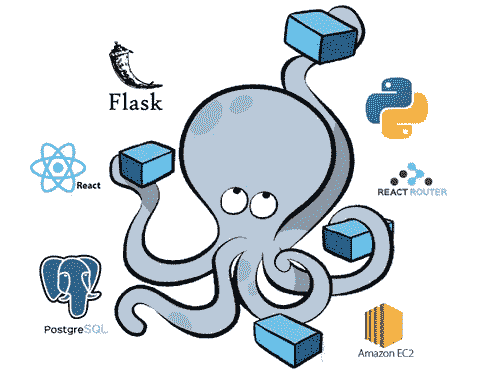 Flask
React
REACT ROUTER
PostgreSQL
Amazon EC2